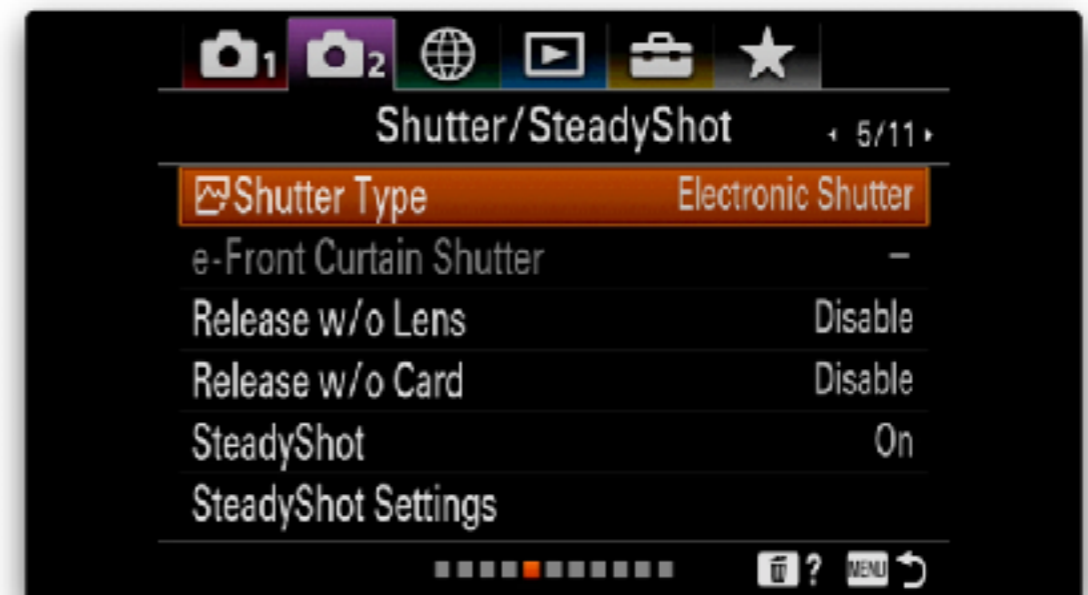 1 2
Shutter/SteadyShot 5/11
Shutter Type Electronic Shutter
e-Front Curtain Shutter –
Release w/o Lens Disable
Release w/o Card Disable
SteadyShot On
SteadyShot Settings
? MENU